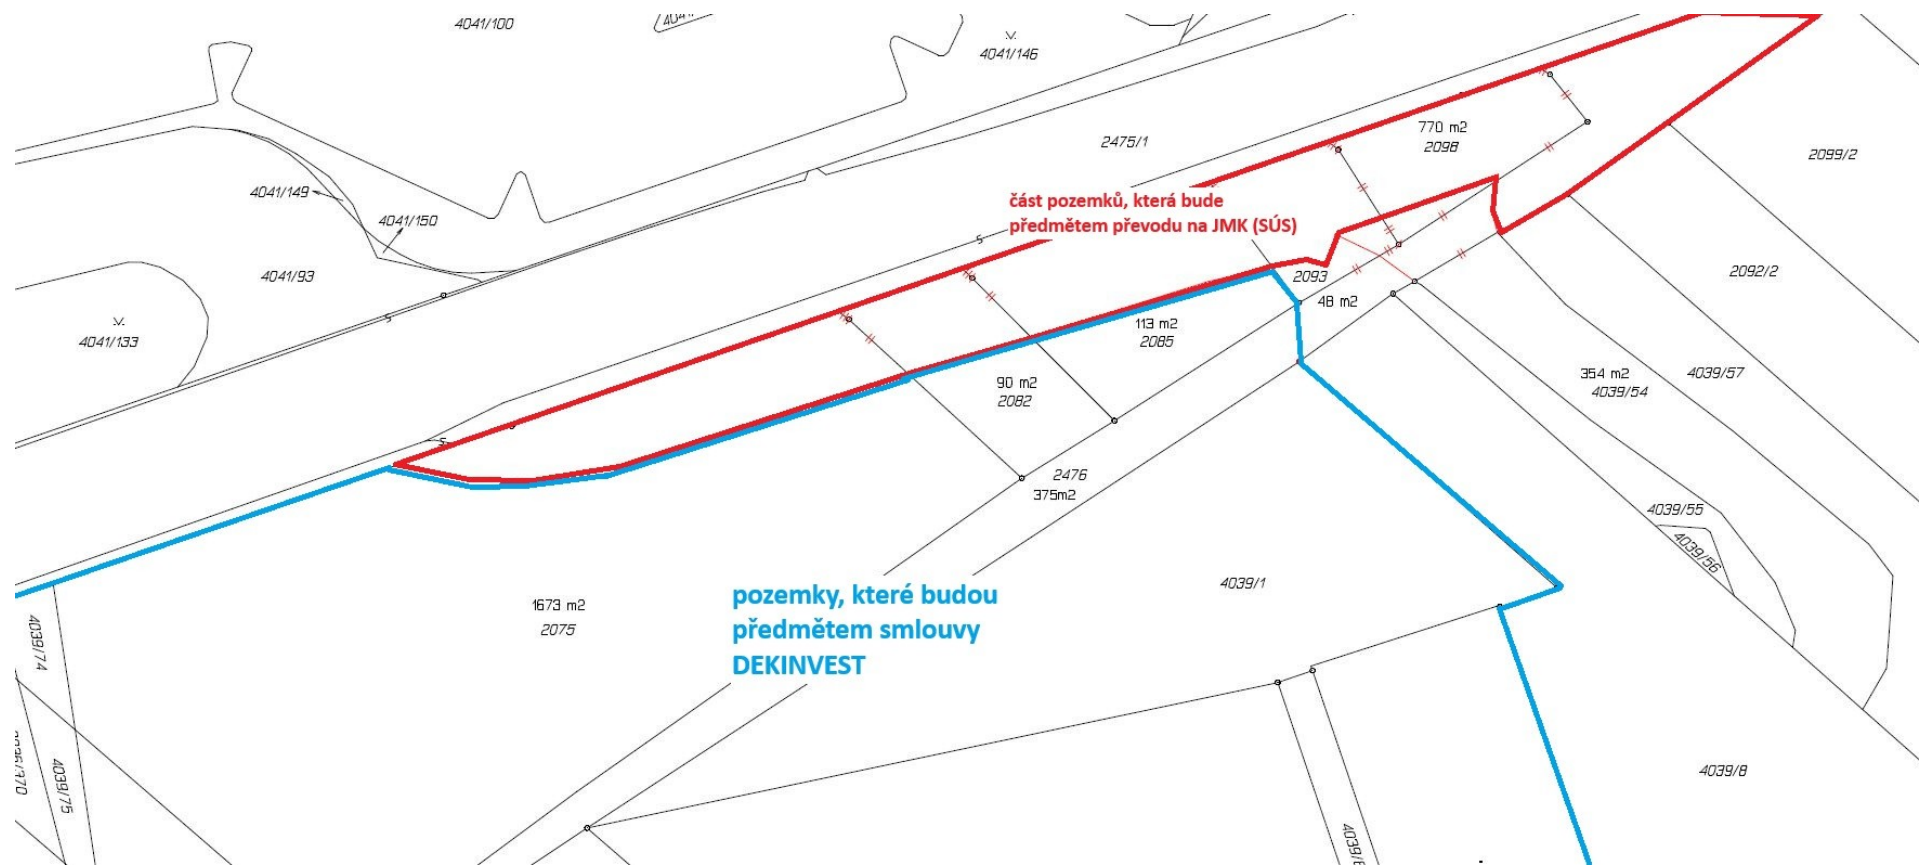 4041/100
4041/146
2475/1
770 m2
2098
2099/2
4041/149
4041/150
část pozemků, která bude
předmětem převodu na JMK (SÚS)
4041/93
2093
48 m2
2092/2
4041/133
113 m2
2085
90 m2
2082
354 m2
4039/54
4039/57
2476
375m2
4039/55
4039/56
4039/1
pozemky, které budou
předmětem smlouvy
DEKINVEST
1673 m2
2075
4039/74
4039/75
4039/8